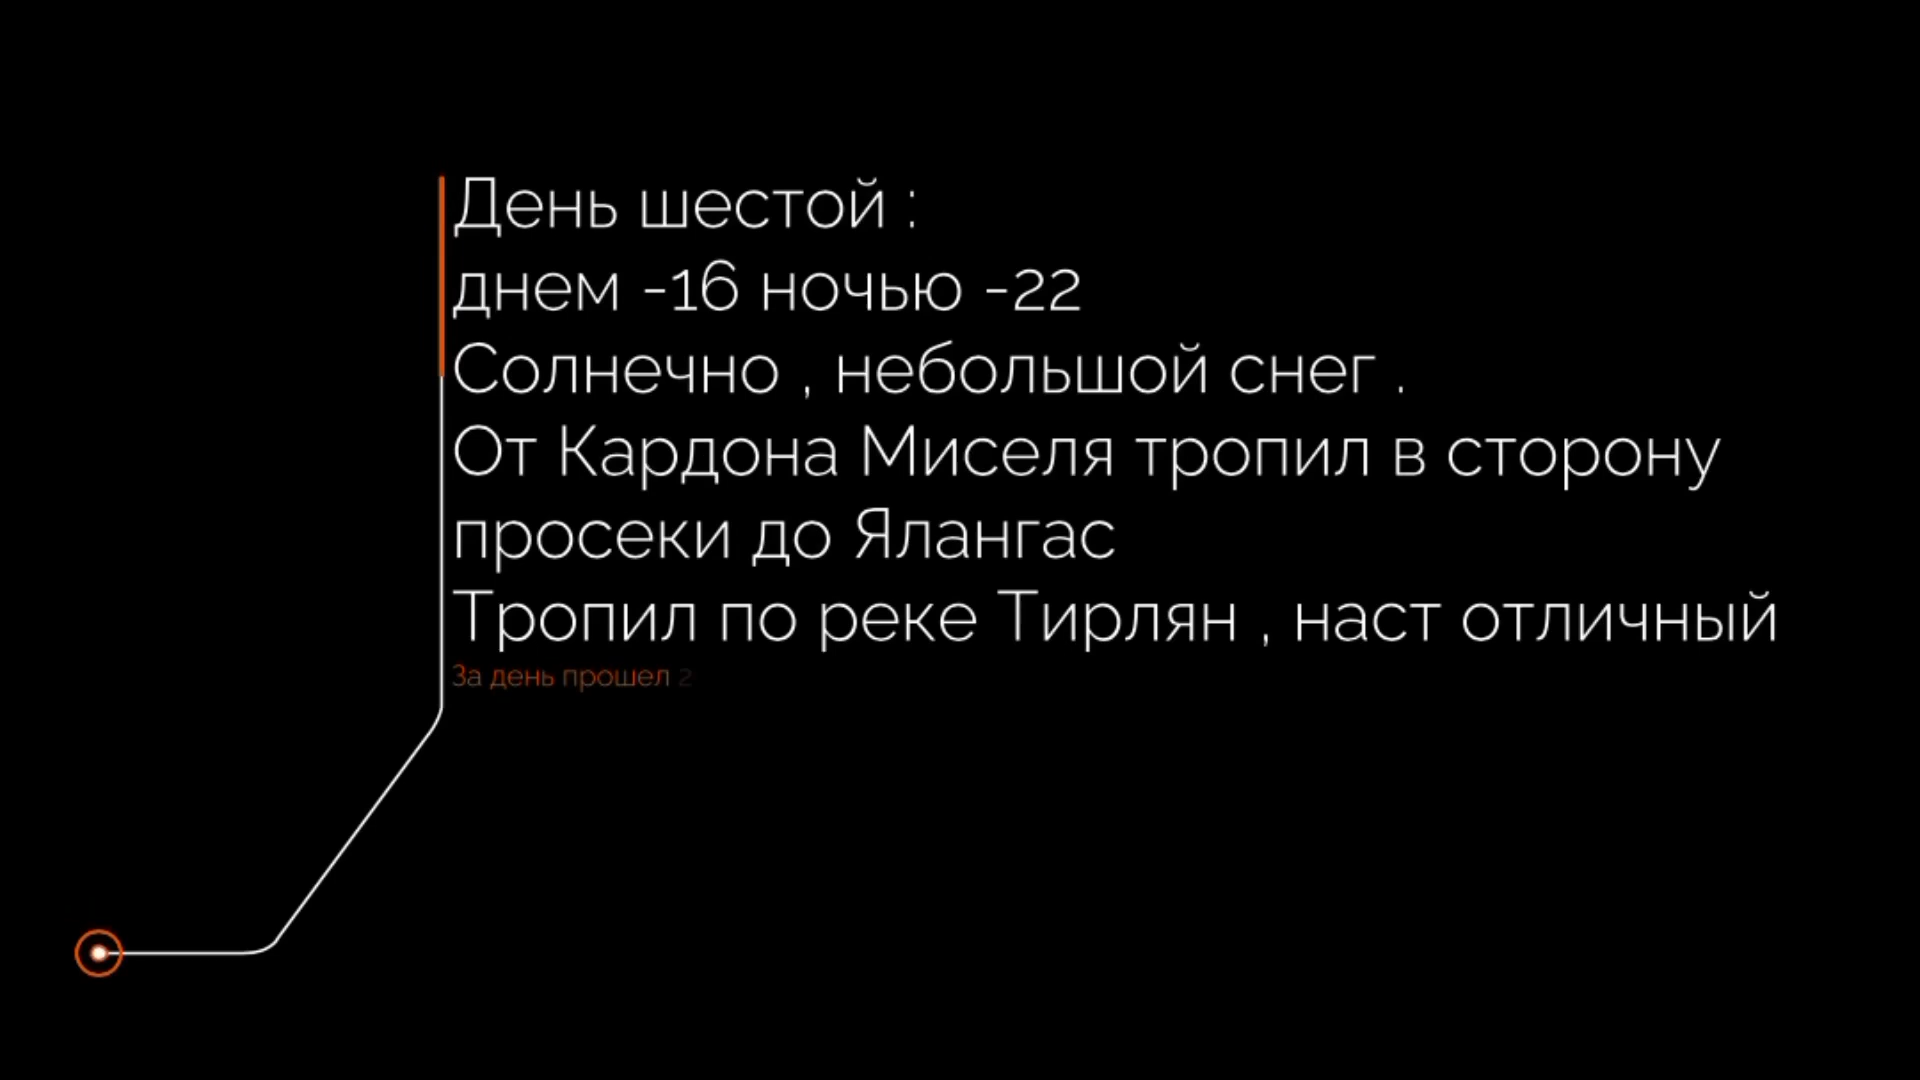 День шестой :
днем -16 ночью -22
Солнечно , небольшой снег .
От Кардона Миселя тропил в сторону
просеки до Ялангас
Тропил по реке Тирлян , наст отличный
За день прошел 2